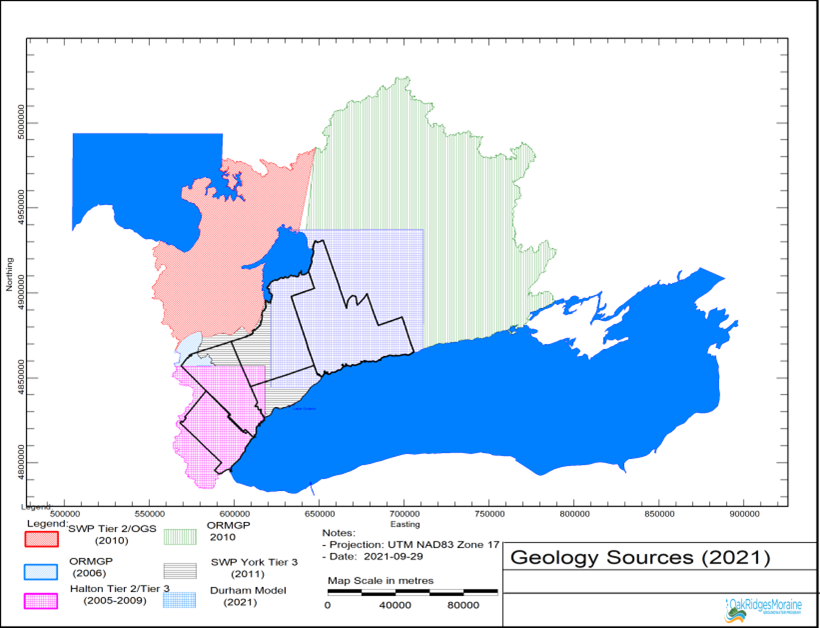 Northing
5000000
4950000
4900000
4850000
4800000
500000 550000 600000 650000 700000 750000 800000 850000 900000
Easting
Legend:
Legend:
SWP Tier 2/OGS
(2010)
ORMGP
2010
ORMGP
(2006)
SWP York Tier 3
(2011)
Halton Tier 2/Tier 3
(2005-2009)
Durham Model
(2021)
Notes:
- Projection: UTM NAD83 Zone 17
- Date: 2021-09-29
Map Scale in metres
0 40000 80000
Geology Sources (2021)
OakRidgesMoraine